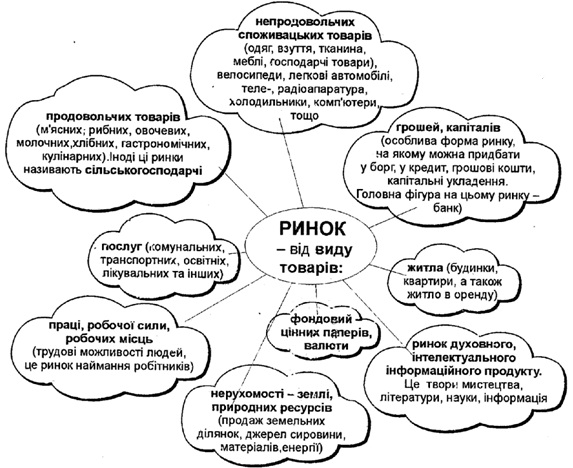 непродовольчих
споживацьких товарів
(одяг, взуття, тканина,
меблі, господарчі товари),
велосипеди, легкові автомобілі,
теле-, радіоапаратура,
холодильники, комп'ютери,
тощо
продовольчих товарів
(м'ясних, рибних, овочевих,
молочних,хлібних, гастрономічних,
кулінарних).Іноді ці ринки
називають сільськогосподарчі
грошей, капіталів
(особлива форма ринку,
на якому можна придбати
у борг, у кредит, грошові кошти,
капітальні укладення.
Головна фігура на цьому ринку –
банк)
РИНОК
– від виду
товарів:
послуг (комунальних,
транспортних, освітніх,
лікувальних та інших)
житла (будинки,
квартири, а також
житло в оренду)
праці, робочої сили,
робочих місць
(трудові можливості людей,
це ринок наймання робітників)
фондовий –
цінних паперів,
валюти
ринок духовного,
інтелектуального
інформаційного продукту.
Це твори мистецтва,
літератури, науки, інформація
нерухомості – землі,
природних ресурсів
(продаж земельних
ділянок, джерел сировини,
матеріалів,енергії)